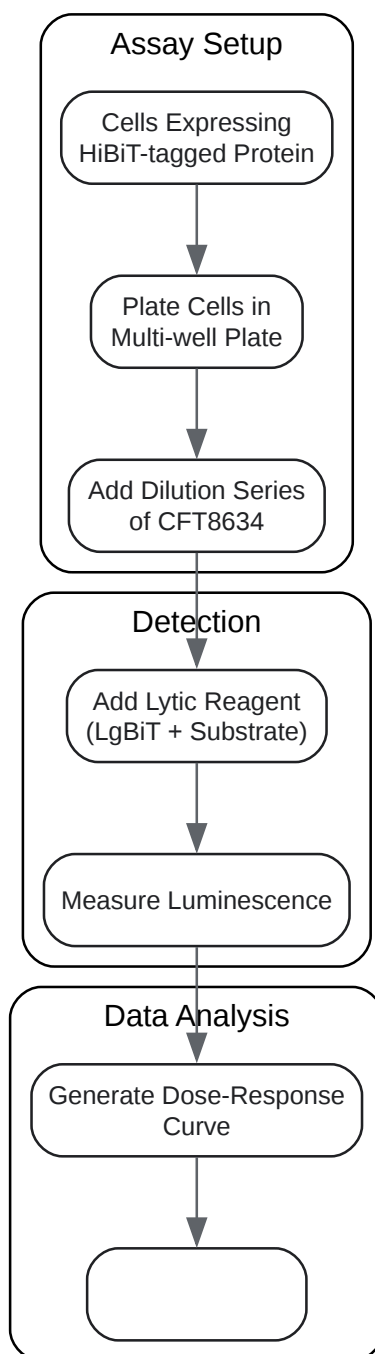 Assay Setup
Cells Expressing
HiBiT-tagged Protein
Plate Cells in
Multi-well Plate
Add Dilution Series
of CFT8634
Detection
Add Lytic Reagent
(LgBiT + Substrate)
Measure Luminescence
Data Analysis
Generate Dose-Response
Curve